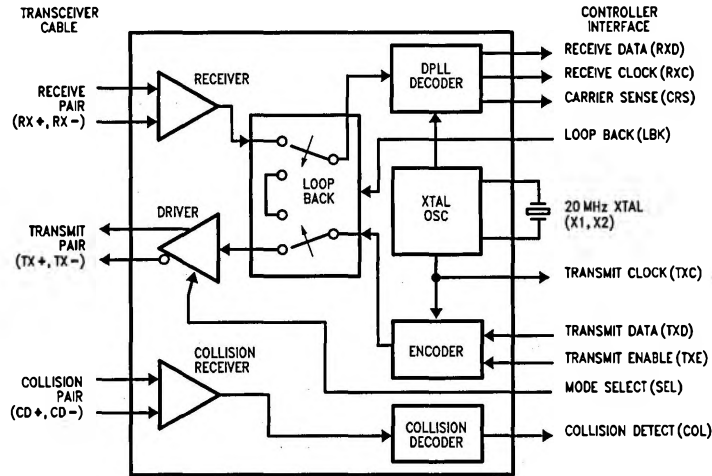 TRANSCEIVER
CABLE
CONTROLLER
INTERFACE
RECEIVER
RECEIVE
PAIR
(RX+, RX-)
DPLL
DECODER
RECEIVE DATA (RXD)
RECEIVE CLOCK (RXC)
CARRIER SENSE (CRS)
LOOP BACK (LBK)
LOOP
BACK
XTAL
OSC
20 MHz XTAL
(X1, X2)
DRIVER
TRANSMIT
PAIR
(TX+, TX-)
TRANSMIT CLOCK (TXC)
ENCODER
TRANSMIT DATA (TXD)
TRANSMIT ENABLE (TXE)
MODE SELECT (SEL)
COLLISION
RECEIVER
COLLISION
PAIR
(CD+, CD-)
COLLISION
DECODER
COLLISION DETECT (COL)